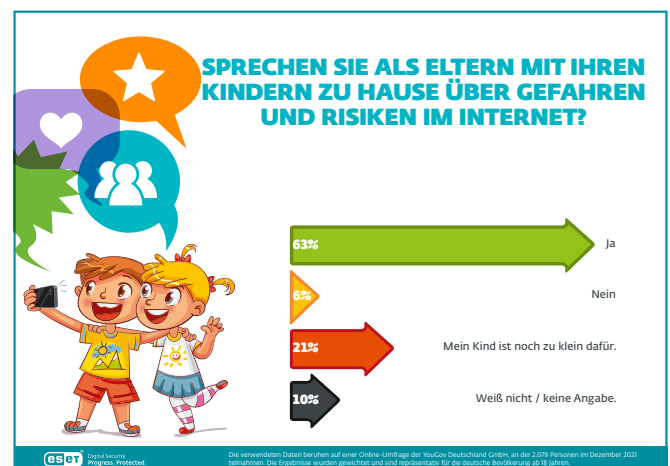 SPRECHEN SIE ALS ELTERN MIT IHREN
KINDERN ZU HAUSE ÜBER GEFAHREN
UND RISIKEN IM INTERNET?
63% Ja
6% Nein
21% Mein Kind ist noch zu klein dafür.
10% Weiß nicht / keine Angabe.
eseT Digital Security
Progress. Protected.
Die verwendeten Daten beruhen auf einer Online-Umfrage der YouGov Deutschland GmbH, an der 2.079 Personen im Dezember 2021
teilnahmen. Die Ergebnisse wurden gewichtet und sind repräsentativ für die deutsche Bevölkerung ab 18 Jahren.